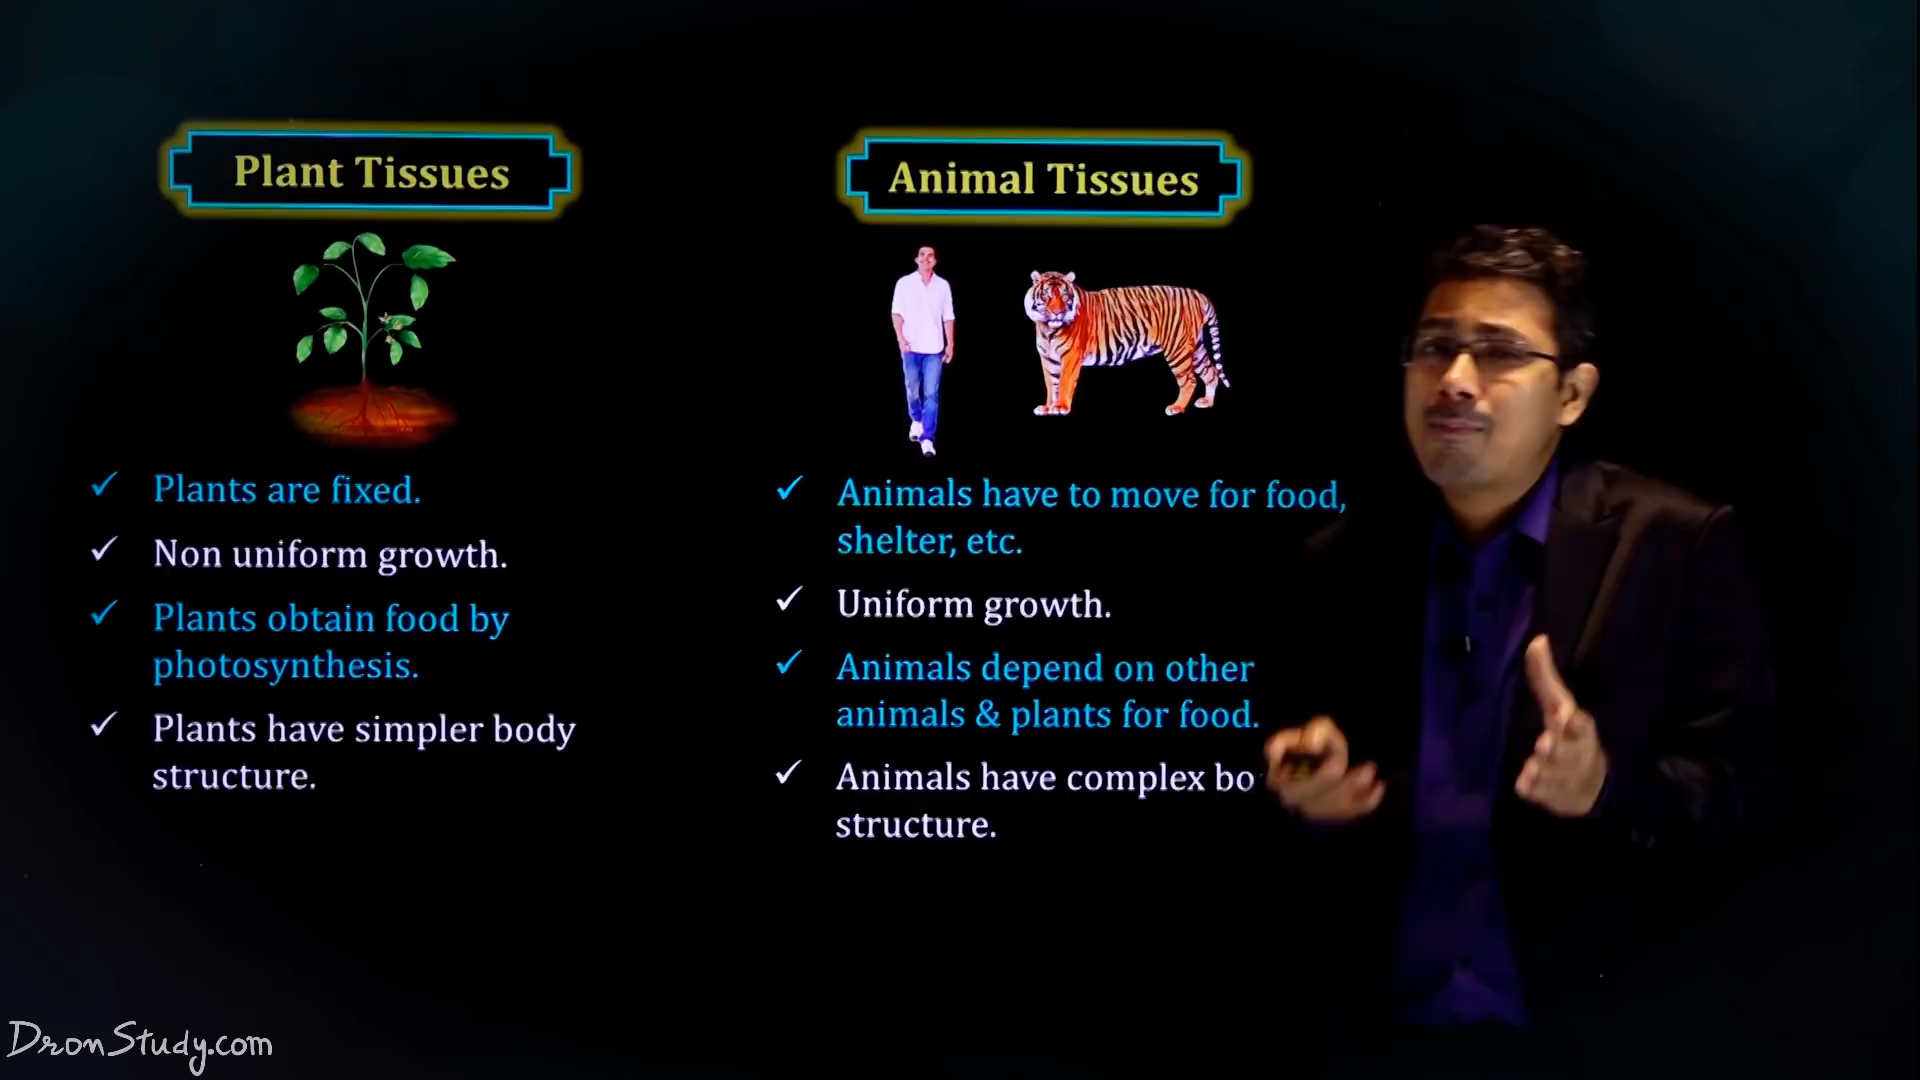 Plant Tissues
Plants are fixed.
Non uniform growth.
Plants obtain food by
photosynthesis.
Plants have simpler body
structure.
Animal Tissues
Animals have to move for food,
shelter, etc.
Uniform growth.
Animals depend on other
animals & plants for food.
Animals have complex bo
structure.
DronStudy.com